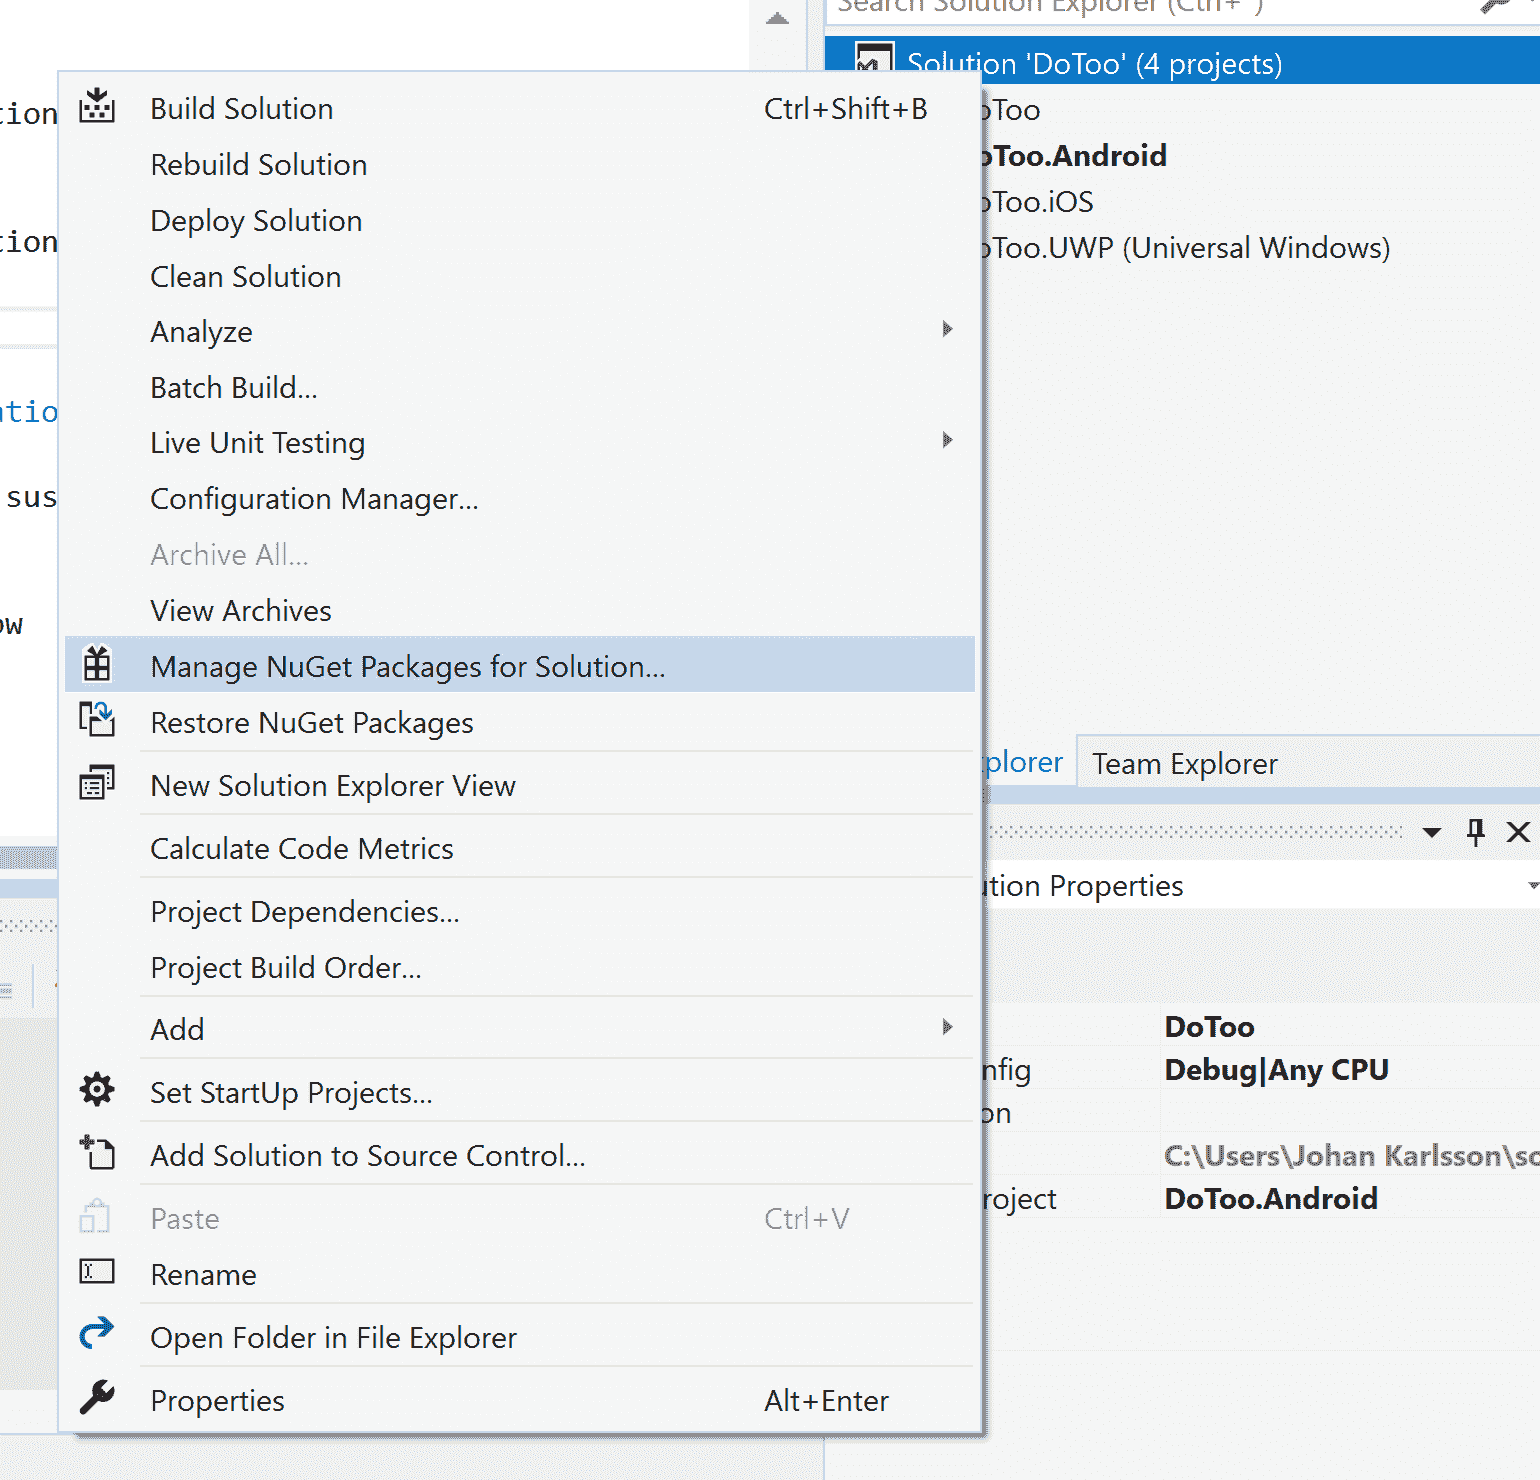 Search Solution Explorer (Ctrl+")
Solution 'DoToo' (4 projects)
oToo
oToo.Android
oToo.iOS
oToo.UWP (Universal Windows)
tion
tion
atio
sus
ow
Build Solution Ctrl+Shift+B
Rebuild Solution
Deploy Solution
Clean Solution
Analyze
Batch Build...
Live Unit Testing
Configuration Manager...
Archive All...
View Archives
Manage NuGet Packages for Solution...
Restore NuGet Packages
New Solution Explorer View
Calculate Code Metrics
Project Dependencies...
Project Build Order...
Add
Set StartUp Projects...
Add Solution to Source Control...
Paste Ctrl+V
Rename
Open Folder in File Explorer
Properties Alt+Enter
xplorer Team Explorer
ution Properties
DoToo
nfig Debug|Any CPU
on
C:\Users\Johan Karlsson\so
roject DoToo.Android